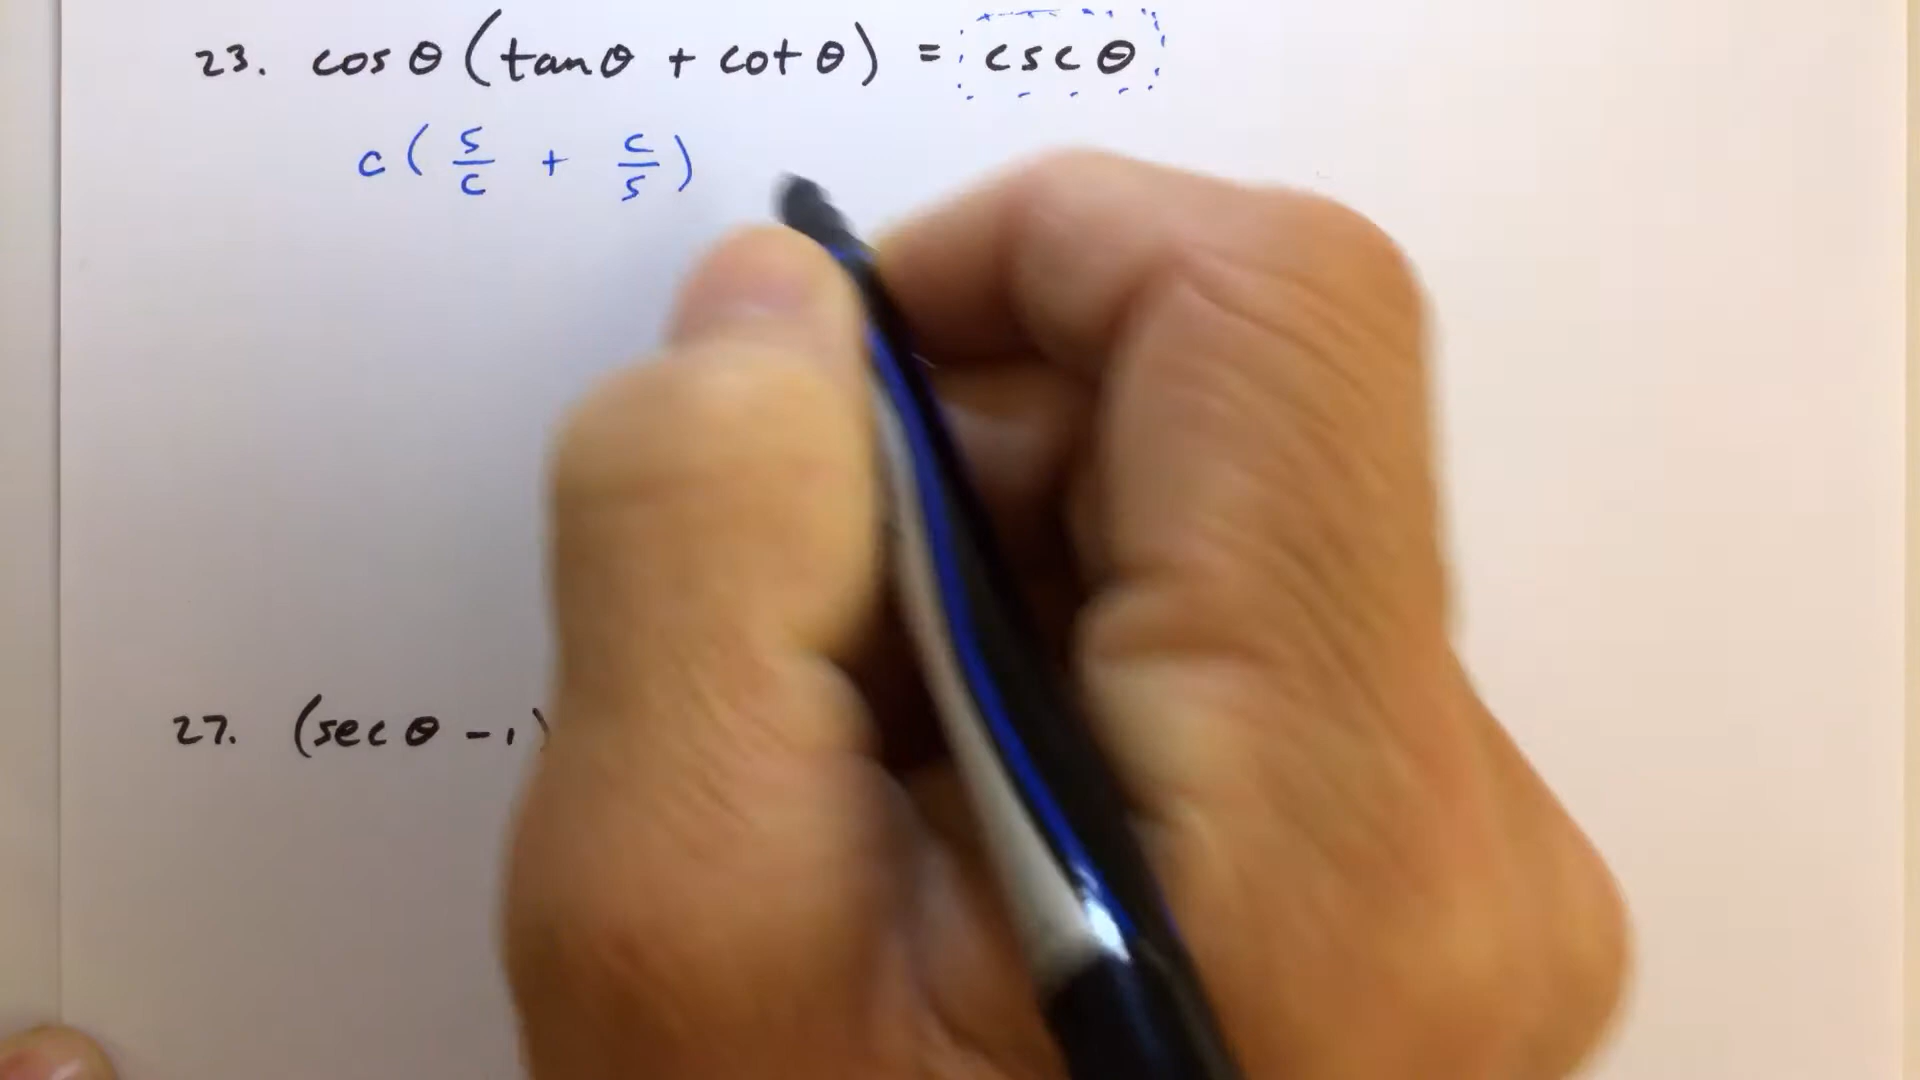 23. cos θ (tan θ + cot θ) = csc θ
c ( s/c + c/s )
27. (sec θ - 1)